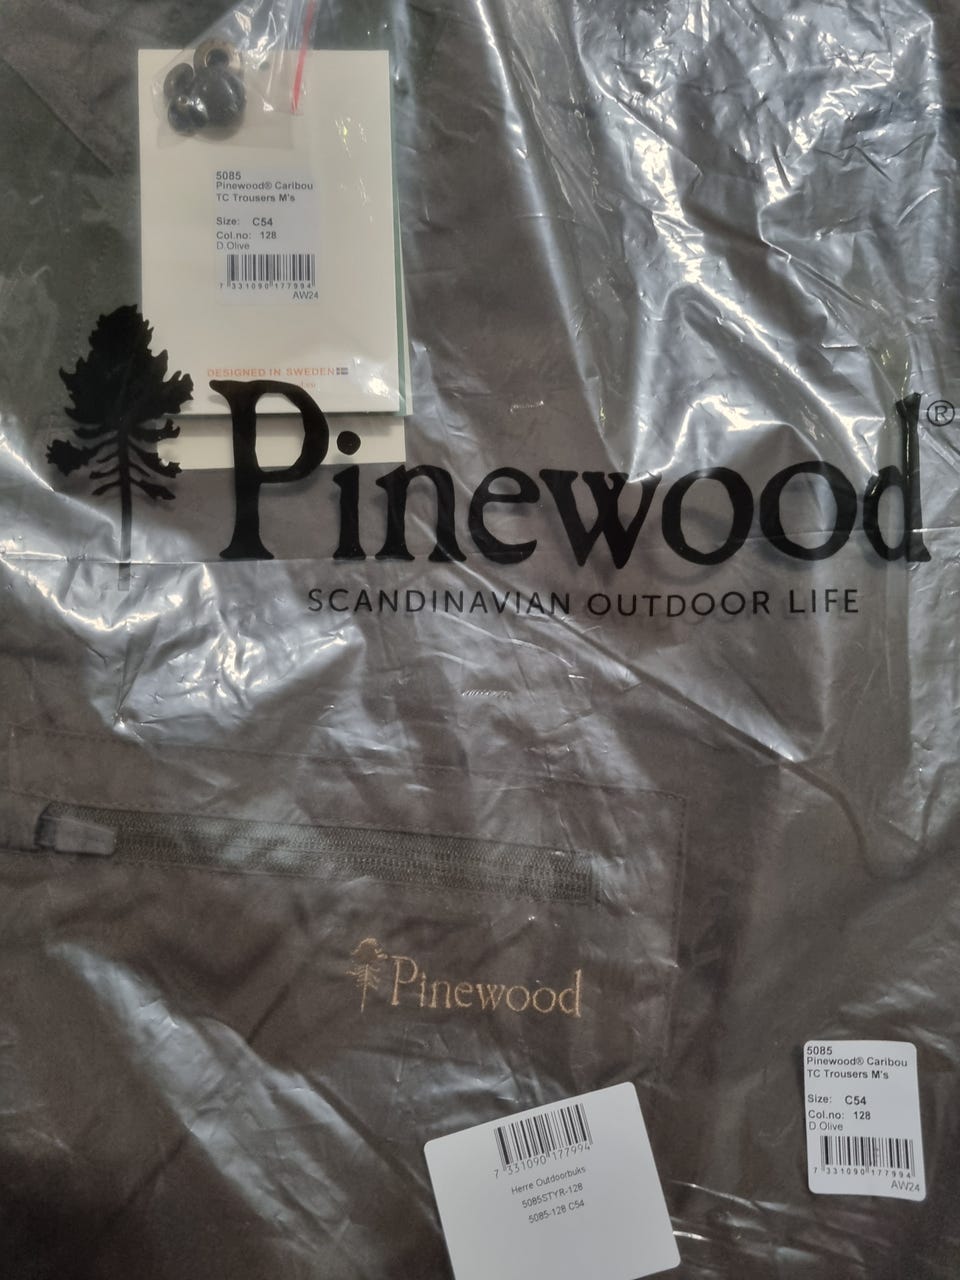 5085
Pinewood® Caribou
TC Trousers M's
Size: C54
Col.no: 128
D.Olive
7 331090 177994
AW24
DESIGNED IN SWEDEN
Pinewood®
SCANDINAVIAN OUTDOOR LIFE
Pinewood
5085
Pinewood® Caribou
TC Trousers M's
Size: C54
Col.no: 128
D.Olive
7 331090 177994
AW24
7 331090 177994
Herre Outdoorbuks
5085STYR-128
5085-128 C54